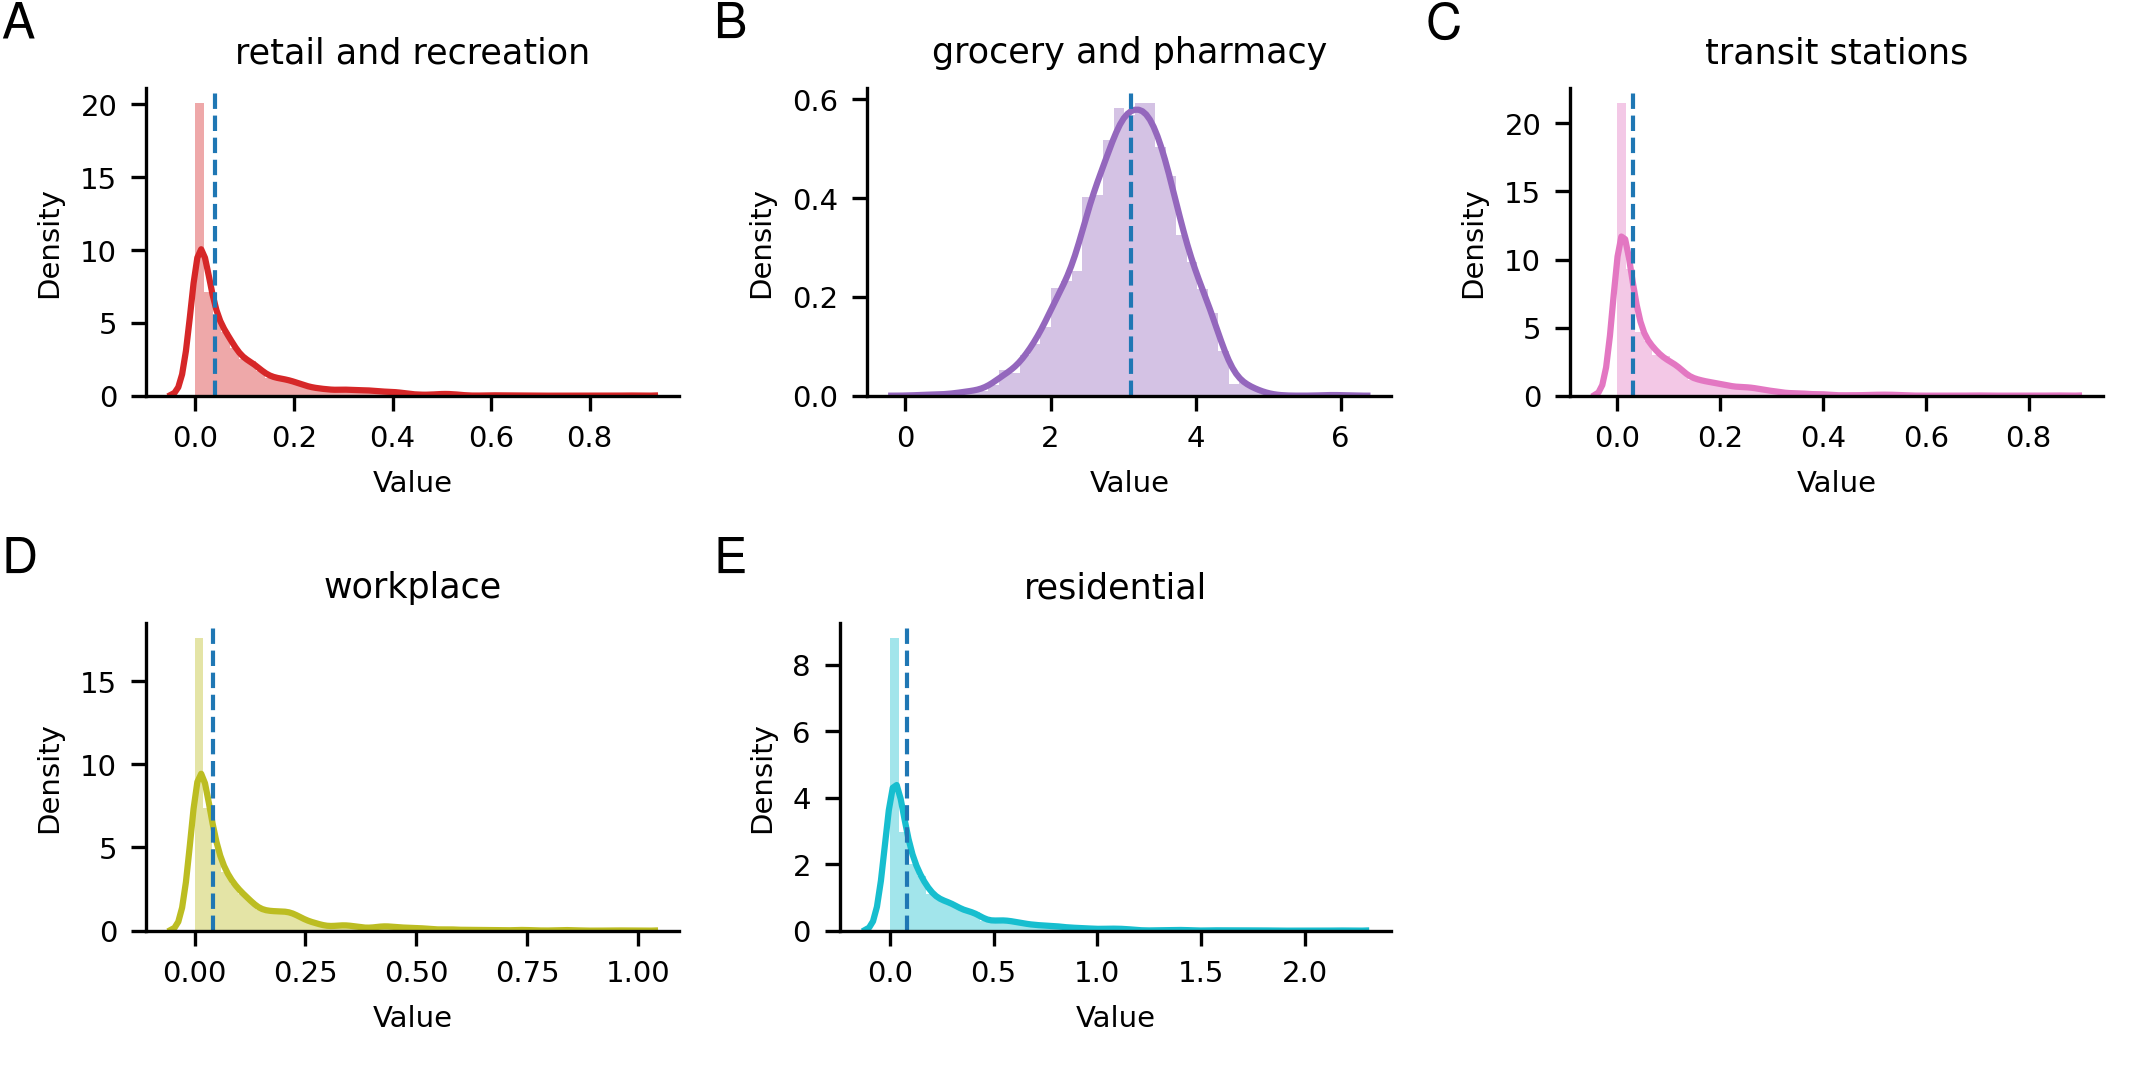 A
retail and recreation
Density
20
15
10
5
0
0.0 0.2 0.4 0.6 0.8
Value
B
grocery and pharmacy
Density
0.6
0.4
0.2
0.0
0 2 4 6
Value
C
transit stations
Density
20
15
10
5
0
0.0 0.2 0.4 0.6 0.8
Value
D
workplace
Density
15
10
5
0
0.00 0.25 0.50 0.75 1.00
Value
E
residential
Density
8
6
4
2
0
0.0 0.5 1.0 1.5 2.0
Value